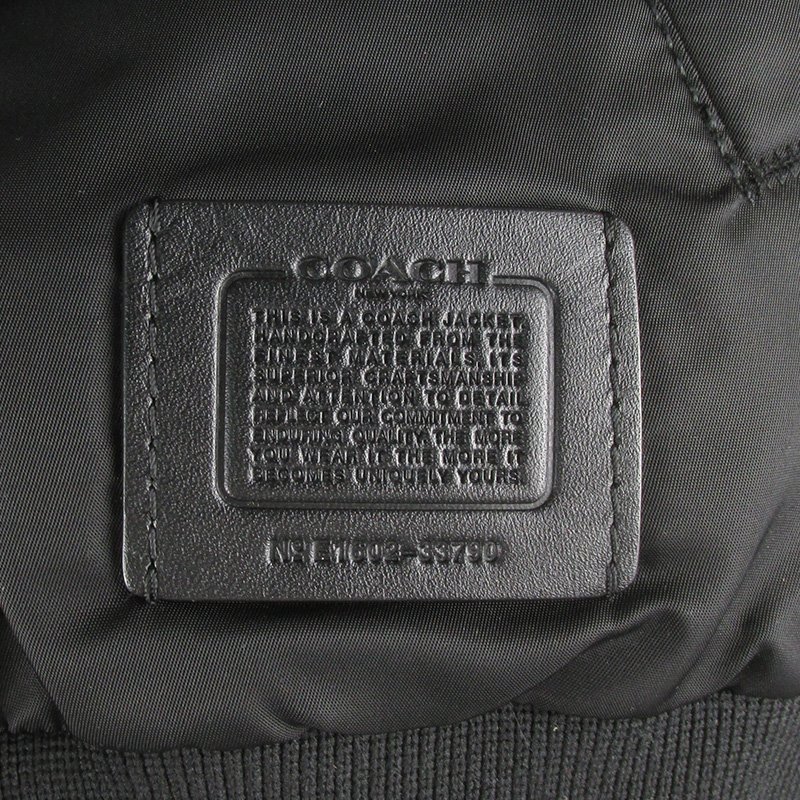 COACH
NEW YORK
THIS IS A COACH JACKET,
HANDCRAFTED FROM THE
FINEST MATERIALS. ITS
SUPERIOR CRAFTSMANSHIP
AND ATTENTION TO DETAIL
REFLECT OUR COMMITMENT TO
ENDURING QUALITY. THE MORE
YOU WEAR IT THE MORE IT
BECOMES UNIQUELY YOURS.
No E1602-33790